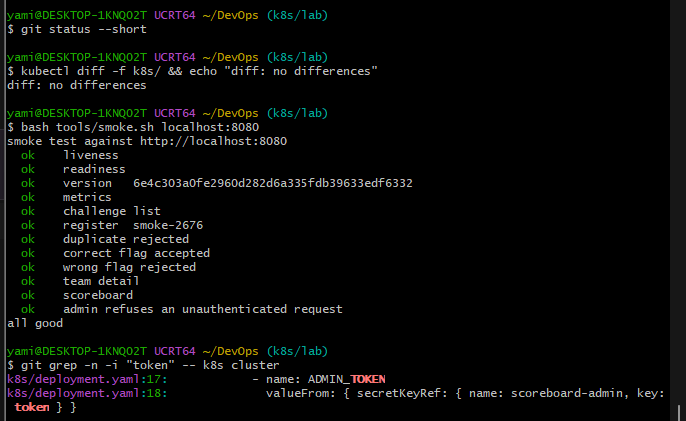 yami@DESKTOP-1KNQO2T UCRT64 ~/DevOps (k8s/lab)
$ git status --short
yami@DESKTOP-1KNQO2T UCRT64 ~/DevOps (k8s/lab)
$ kubectl diff -f k8s/ && echo "diff: no differences"
diff: no differences
yami@DESKTOP-1KNQO2T UCRT64 ~/DevOps (k8s/lab)
$ bash tools/smoke.sh localhost:8080
smoke test against http://localhost:8080
ok liveness
ok readiness
ok version 6e4c303a0fe2960d282d6a335fdb39633edf6332
ok metrics
ok challenge list
ok register smoke-2676
ok duplicate rejected
ok correct flag accepted
ok wrong flag rejected
ok team detail
ok scoreboard
ok admin refuses an unauthenticated request
all good
yami@DESKTOP-1KNQO2T UCRT64 ~/DevOps (k8s/lab)
$ git grep -n -i "token" -- k8s cluster
k8s/deployment.yaml:17: - name: ADMIN_TOKEN
k8s/deployment.yaml:18: valueFrom: { secretKeyRef: { name: scoreboard-admin, key:
token } }